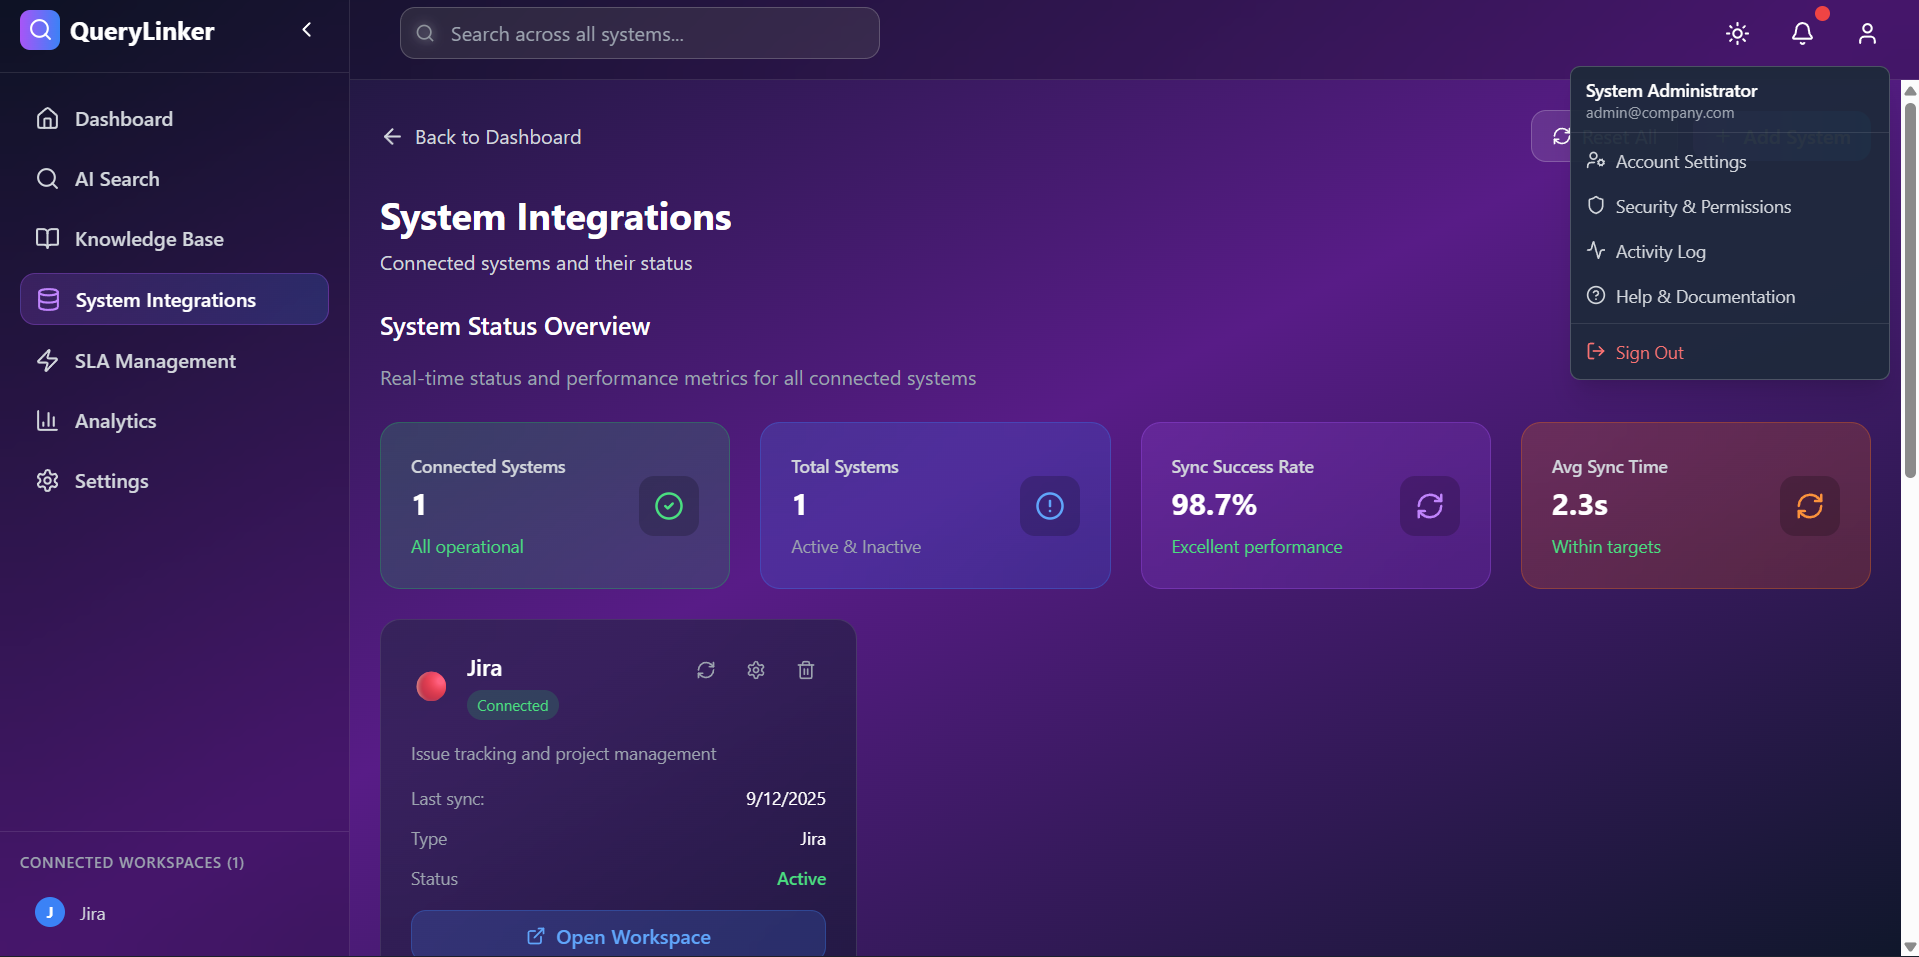 QueryLinker
Search across all systems...
Dashboard
AI Search
Knowledge Base
System Integrations
SLA Management
Analytics
Settings
CONNECTED WORKSPACES (1)
J
Jira
Back to Dashboard
Reset All
Add System
System Administrator
admin@company.com
Account Settings
Security & Permissions
Activity Log
Help & Documentation
Sign Out
System Integrations
Connected systems and their status
System Status Overview
Real-time status and performance metrics for all connected systems
Connected Systems
1
All operational
Total Systems
1
Active & Inactive
Sync Success Rate
98.7%
Excellent performance
Avg Sync Time
2.3s
Within targets
Jira
Connected
Issue tracking and project management
Last sync: 9/12/2025
Type Jira
Status Active
Open Workspace